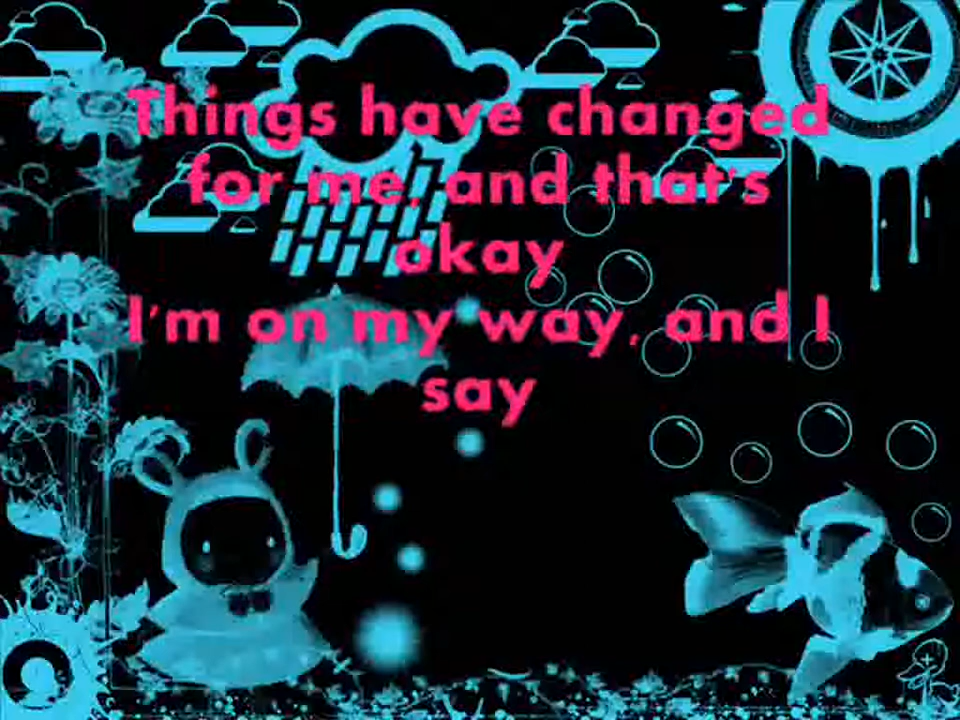 Things have changed
for me, and that's
okay
I'm on my way, and I
say